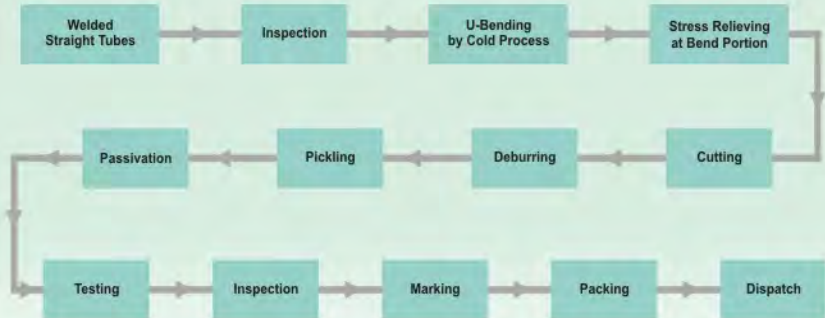 Welded
Straight Tubes
Inspection
U-Bending
by Cold Process
Stress Relieving
at Bend Portion
Cutting
Deburring
Pickling
Passivation
Testing
Inspection
Marking
Packing
Dispatch